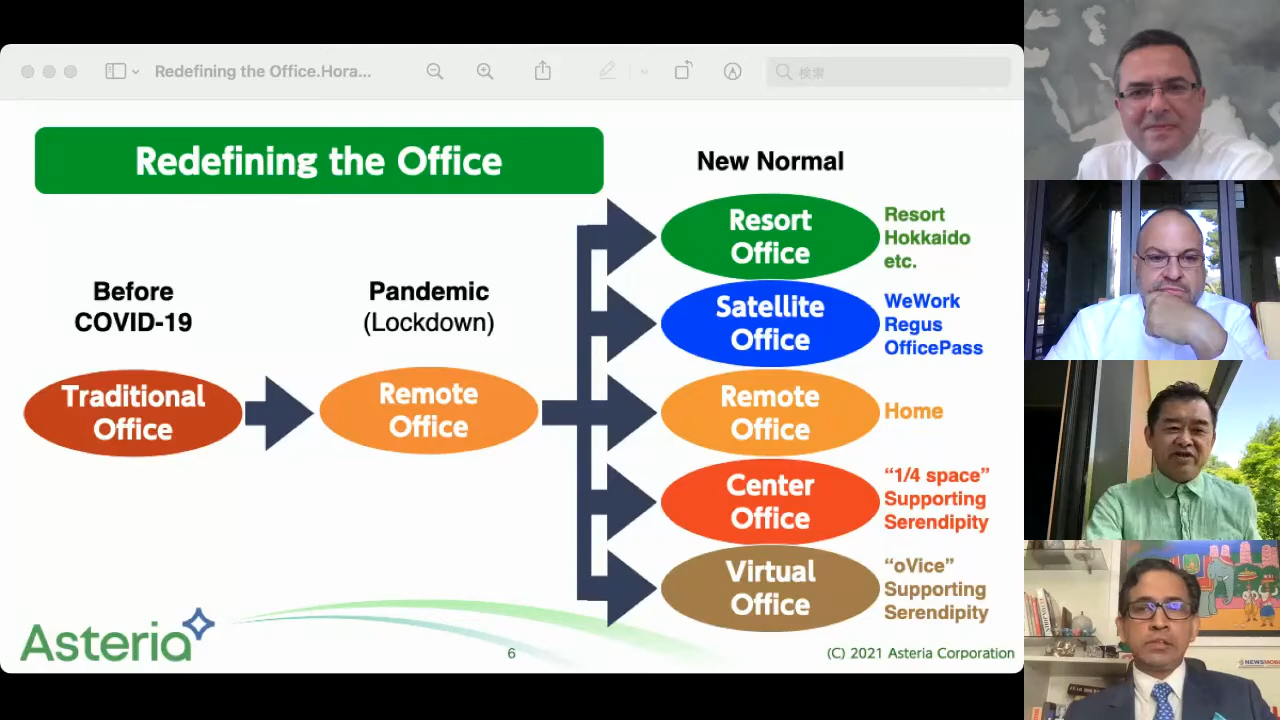 Redefining the Office.Hora...
検索
Redefining the Office
New Normal
Before
COVID-19
Pandemic
(Lockdown)
Traditional
Office
Remote
Office
Resort
Office
Resort
Hokkaido
etc.
Satellite
Office
WeWork
Regus
OfficePass
Remote
Office
Home
Center
Office
“1/4 space”
Supporting
Serendipity
Virtual
Office
“oVice”
Supporting
Serendipity
Asteria
6
(C) 2021 Asteria Corporation